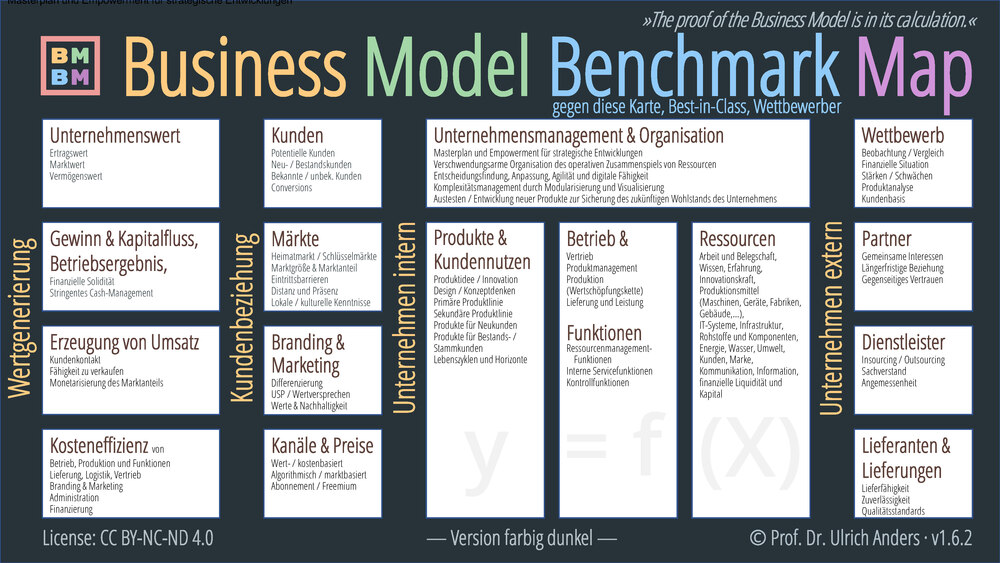 Masterplan und Empowerment für strategische Entwicklungen
»The proof of the Business Model is in its calculation.«
BM
BM
Business Model Benchmark Map
gegen diese Karte, Best-in-Class, Wettbewerber
Wertgenerierung
Unternehmenswert
Ertragswert
Marktwert
Vermögenswert
Gewinn & Kapitalfluss,
Betriebsergebnis,
Finanzielle Solidität
Stringentes Cash-Management
Erzeugung von Umsatz
Kundenkontakt
Fähigkeit zu verkaufen
Monetarisierung des Marktanteils
Kosteneffizienz von
Betrieb, Produktion und Funktionen
Lieferung, Logistik, Vertrieb
Branding & Marketing
Administration
Finanzierung
Kundenbeziehung
Kunden
Potentielle Kunden
Neu- / Bestandskunden
Bekannte / unbek. Kunden
Conversions
Märkte
Heimatmarkt / Schlüsselmärkte
Marktgröße & Marktanteil
Eintrittsbarrieren
Distanz und Präsenz
Lokale / kulturelle Kenntnisse
Branding &
Marketing
Differenzierung
USP / Wertversprechen
Werte & Nachhaltigkeit
Kanäle & Preise
Wert- / kostenbasiert
Algorithmisch / marktbasiert
Abonnement / Freemium
Unternehmen intern
Unternehmensmanagement & Organisation
Masterplan und Empowerment für strategische Entwicklungen
Verschwendungsarme Organisation des operativen Zusammenspiels von Ressourcen
Entscheidungsfindung, Anpassung, Agilität und digitale Fähigkeit
Komplexitätsmanagement durch Modularisierung und Visualisierung
Austesten / Entwicklung neuer Produkte zur Sicherung des zukünftigen Wohlstands des Unternehmens
Produkte &
Kundennutzen
Produktidee / Innovation
Design / Konzeptdenken
Primäre Produktlinie
Sekundäre Produktlinie
Produkte für Neukunden
Produkte für Bestands- /
Stammkunden
Lebenszyklen und Horizonte
Betrieb &
Vertrieb
Produktmanagement
Produktion
(Wertschöpfungskette)
Lieferung und Leistung
Funktionen
Ressourcenmanagement-
Funktionen
Interne Servicefunktionen
Kontrollfunktionen
Ressourcen
Arbeit und Belegschaft,
Wissen, Erfahrung,
Innovationskraft,
Produktionsmittel
(Maschinen, Geräte, Fabriken,
Gebäude,...),
IT-Systeme, Infrastruktur,
Rohstoffe und Komponenten,
Energie, Wasser, Umwelt,
Kunden, Marke,
Kommunikation, Information,
finanzielle Liquidität und
Kapital
y = f (X)
Unternehmen extern
Wettbewerb
Beobachtung / Vergleich
Finanzielle Situation
Stärken / Schwächen
Produktanalyse
Kundenbasis
Partner
Gemeinsame Interessen
Längerfristige Beziehung
Gegenseitiges Vertrauen
Dienstleister
Insourcing / Outsourcing
Sachverstand
Angemessenheit
Lieferanten &
Lieferungen
Lieferfähigkeit
Zuverlässigkeit
Qualitätsstandards
License: CC BY-NC-ND 4.0
— Version farbig dunkel —
© Prof. Dr. Ulrich Anders · v1.6.2